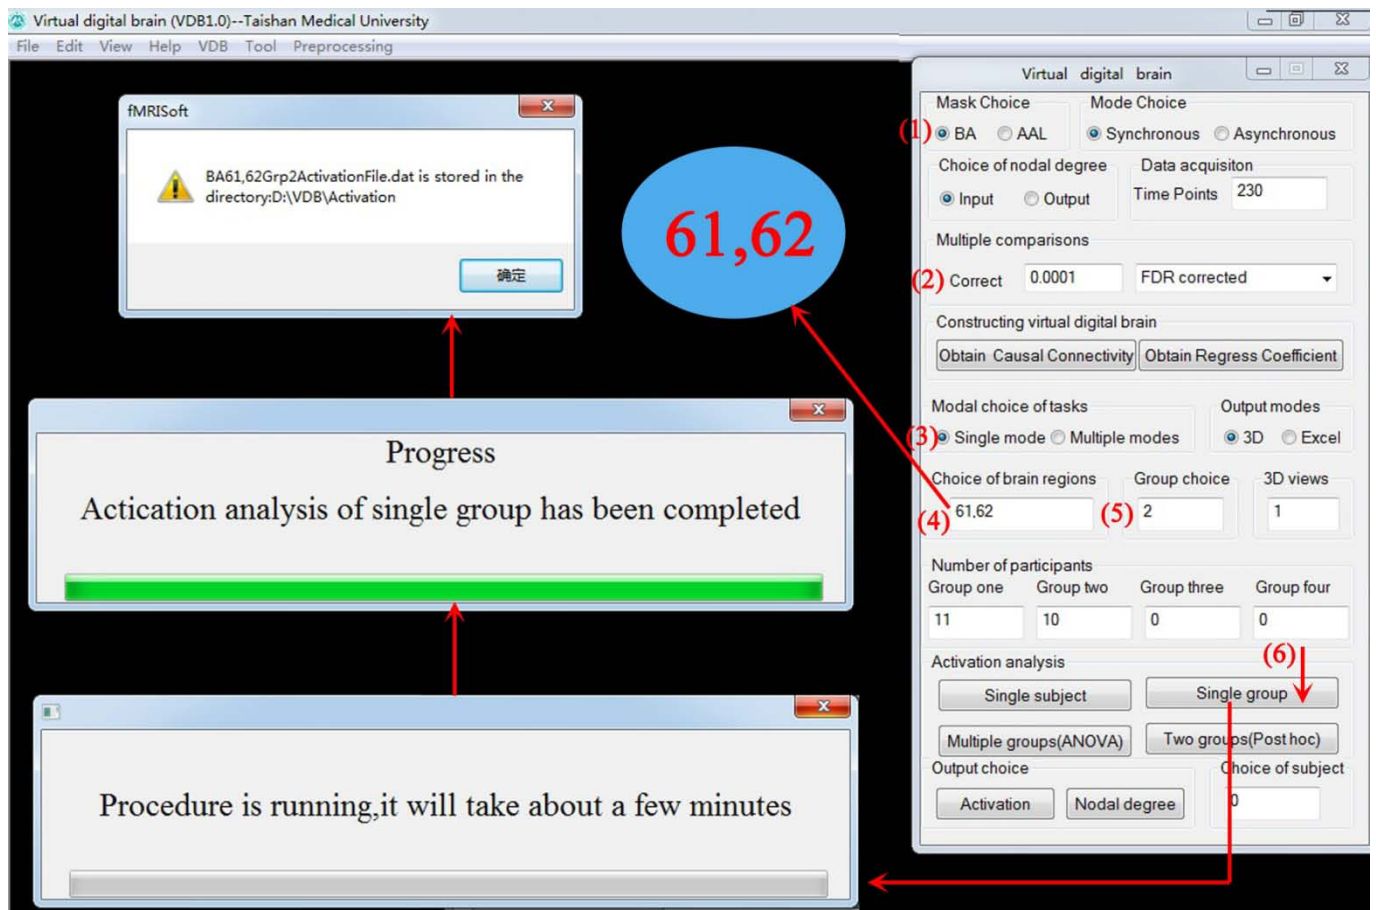 Virtual digital brain (VDB1.0)--Taishan Medical University
File Edit View Help VDB Tool Preprocessing
fMRISoft
BA61,62Grp2ActivationFile.dat is stored in the
directory:D:\VDB\Activation
确定
61,62
Progress
Actication analysis of single group has been completed
Procedure is running,it will take about a few minutes
Virtual digital brain
Mask Choice Mode Choice
(1) BA AAL Synchronous Asynchronous
Choice of nodal degree Data acquisiton
Input Output Time Points 230
Multiple comparisons
(2) Correct 0.0001 FDR corrected
Constructing virtual digital brain
Obtain Causal Connectivity Obtain Regress Coefficient
Modal choice of tasks Output modes
(3) Single mode Multiple modes 3D Excel
Choice of brain regions Group choice 3D views
(4) 61,62 (5) 2 1
Number of participants
Group one Group two Group three Group four
11 10 0 0
(6)
Activation analysis
Single subject Single group
Multiple groups(ANOVA) Two groups(Post hoc)
Output choice Choice of subject
Activation Nodal degree 0